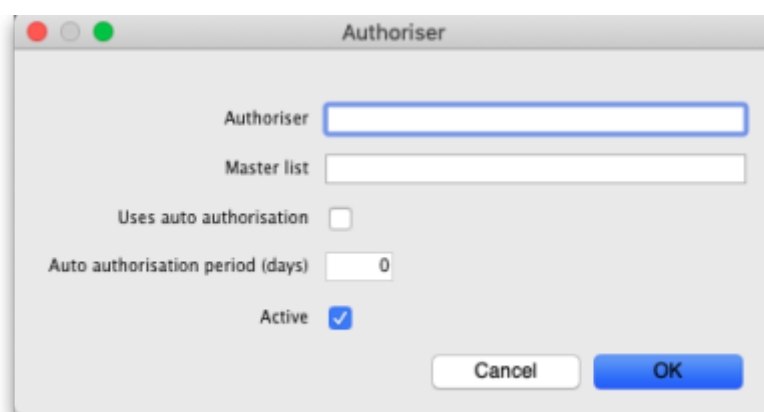 Authoriser
Authoriser
Master list
Uses auto authorisation
Auto authorisation period (days) 0
Active
Cancel OK